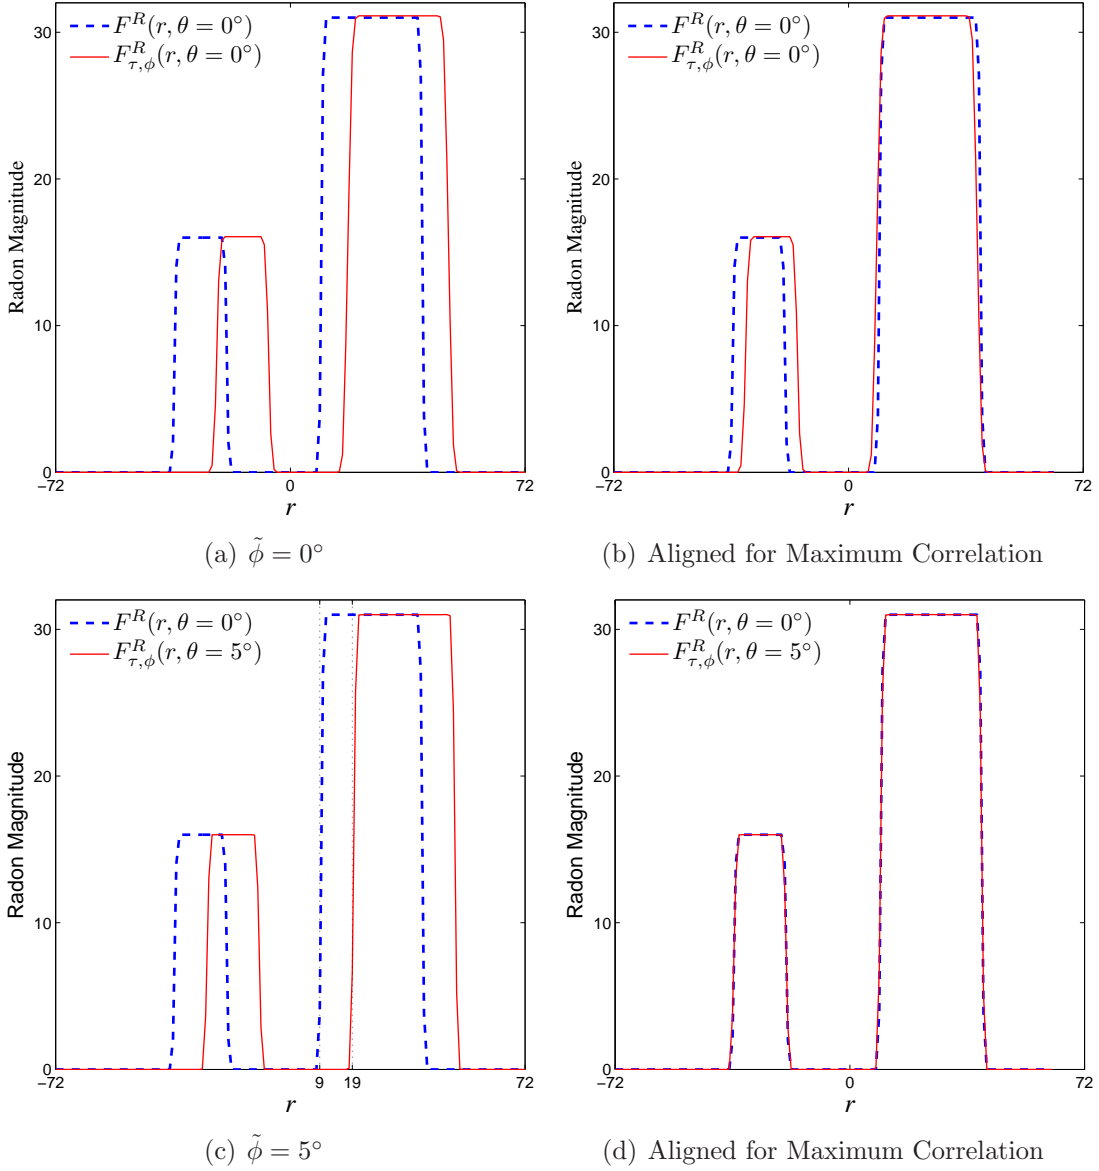 30
20
10
0
Radon Magnitude
F^R(r, θ = 0°)
F^R_{τ,ϕ}(r, θ = 0°)
−72 0 72
r
(a) ϕ̃ = 0°
30
20
10
0
Radon Magnitude
F^R(r, θ = 0°)
F^R_{τ,ϕ}(r, θ = 0°)
−72 0 72
r
(b) Aligned for Maximum Correlation
30
20
10
0
Radon Magnitude
F^R(r, θ = 0°)
F^R_{τ,ϕ}(r, θ = 5°)
−72 9 19 72
r
(c) ϕ̃ = 5°
30
20
10
0
Radon Magnitude
F^R(r, θ = 0°)
F^R_{τ,ϕ}(r, θ = 5°)
−72 0 72
r
(d) Aligned for Maximum Correlation